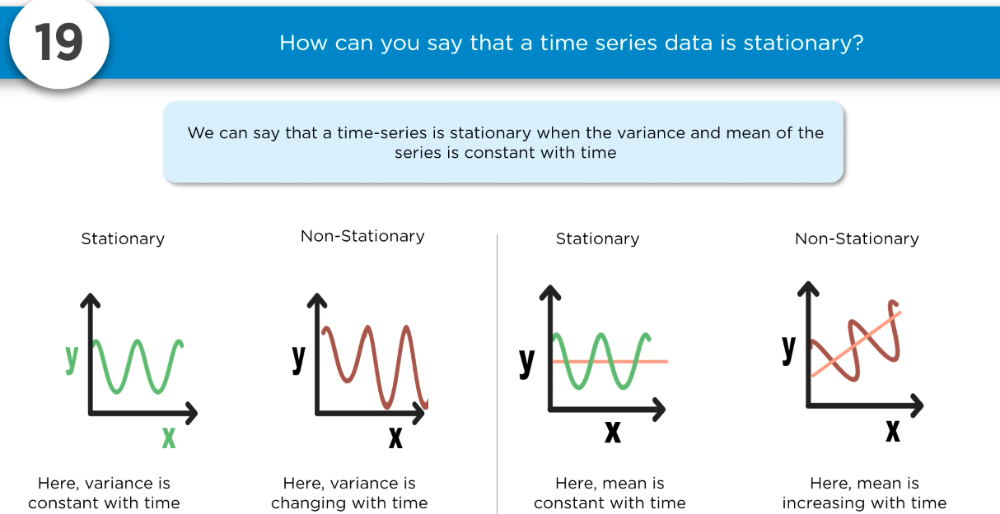 19
How can you say that a time series data is stationary?
We can say that a time-series is stationary when the variance and mean of the
series is constant with time
Stationary
Non-Stationary
Stationary
Non-Stationary
y
x
y
x
y
x
y
x
Here, variance is
constant with time
Here, variance is
changing with time
Here, mean is
constant with time
Here, mean is
increasing with time